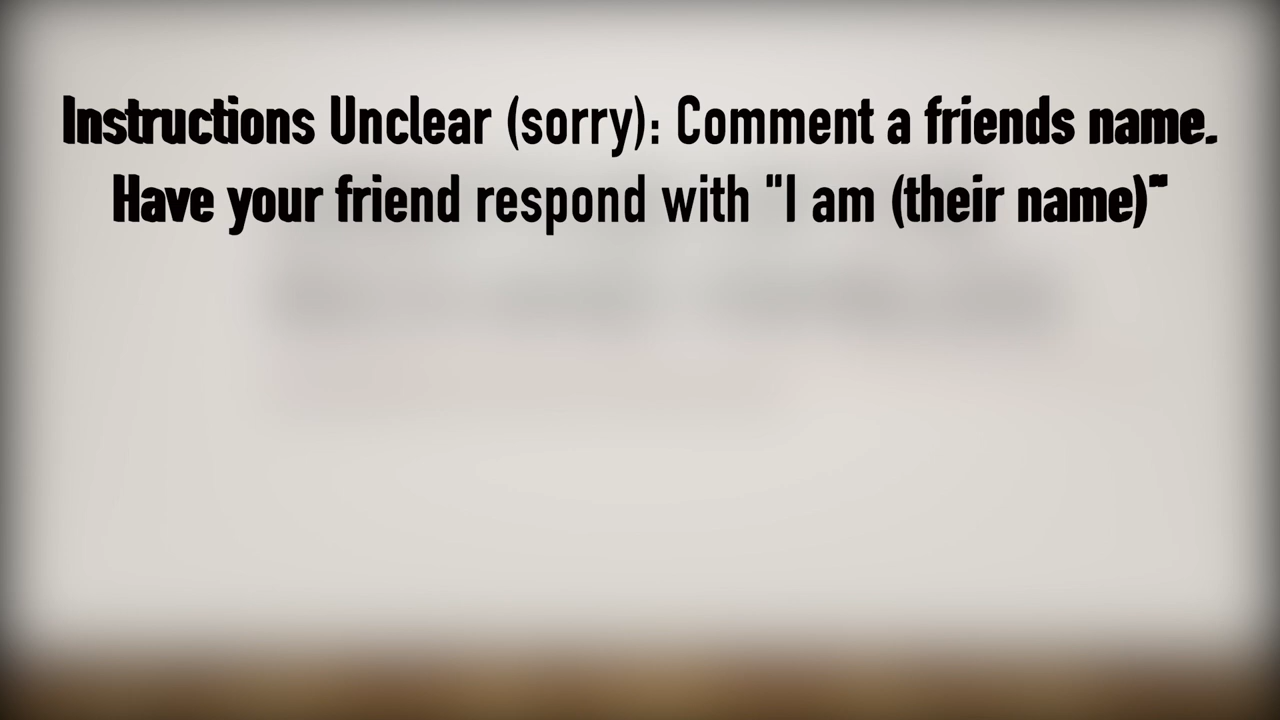 Instructions Unclear (sorry): Comment a friends name.
Have your friend respond with "I am (their name)"